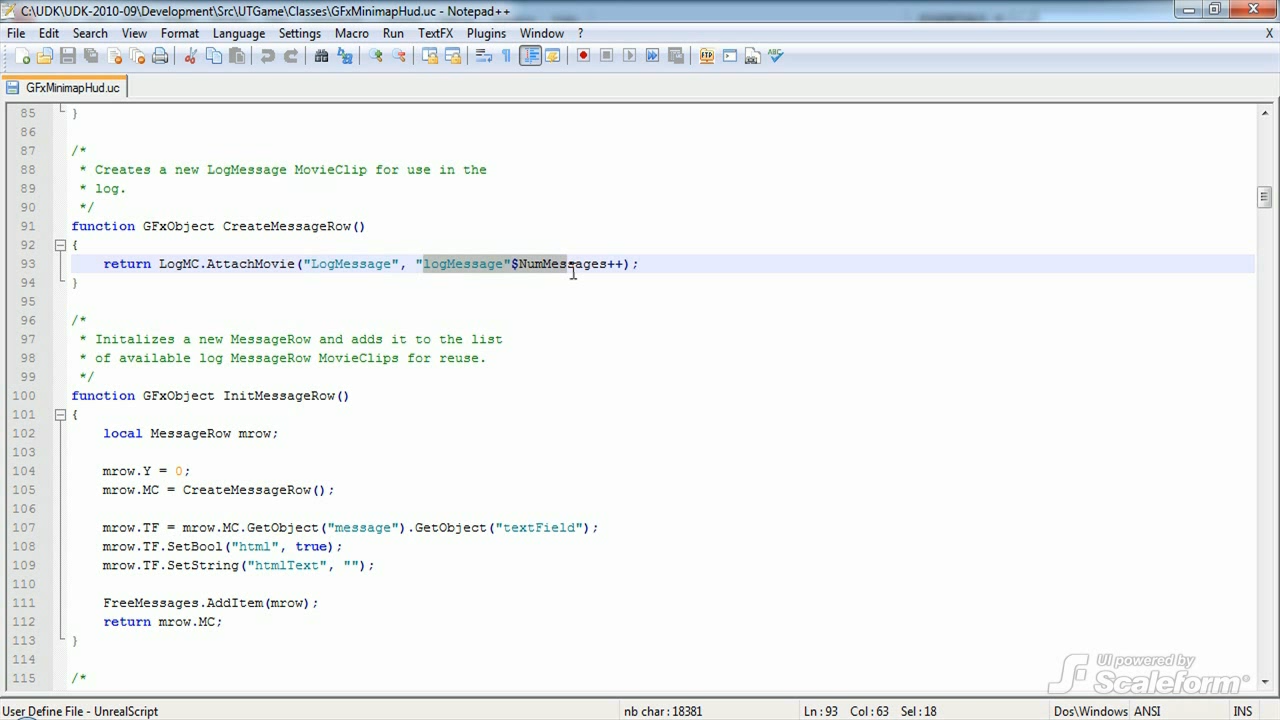 C:\UDK-2010-09\Development\Src\UTGame\Classes\GFxMinimapHud.uc - Notepad++
File Edit Search View Format Language Settings Macro Run TextFX Plugins Window ? X
GFxMinimapHud.uc
85 }
86
87 /*
88 * Creates a new LogMessage MovieClip for use in the
89 * log.
90 */
91 function GFxObject CreateMessageRow()
92 {
93 return LogMC.AttachMovie("LogMessage", "logMessage"$NumMessages++);
94 }
95
96 /*
97 * Initalizes a new MessageRow and adds it to the list
98 * of available log MessageRow MovieClips for reuse.
99 */
100 function GFxObject InitMessageRow()
101 {
102 local MessageRow mrow;
103
104 mrow.Y = 0;
105 mrow.MC = CreateMessageRow();
106
107 mrow.TF = mrow.MC.GetObject("message").GetObject("textField");
108 mrow.TF.SetBool("html", true);
109 mrow.TF.SetString("htmlText", "");
110
111 FreeMessages.AddItem(mrow);
112 return mrow.MC;
113 }
114
115 /*
UI powered by
Scaleform
User Define File - UnrealScript nb char : 18381 Ln : 93 Col : 63 Sel : 18 Dos\Windows ANSI INS